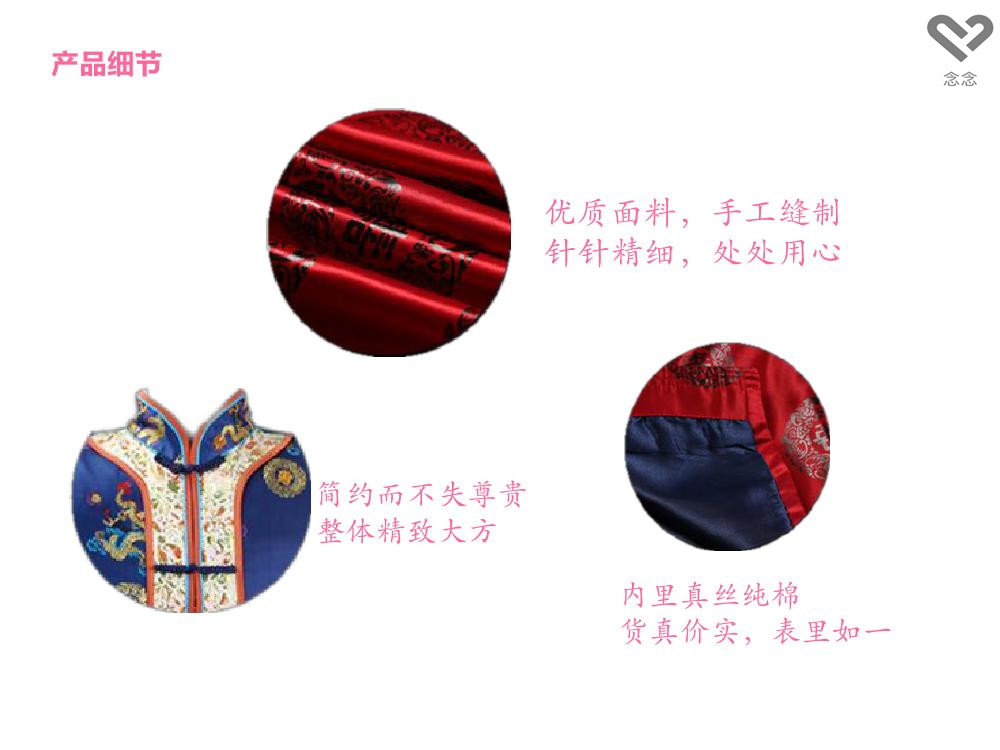 产品细节
念念
优质面料，手工缝制
针针精细，处处用心
简约而不失尊贵
整体精致大方
内里真丝纯棉
货真价实，表里如一